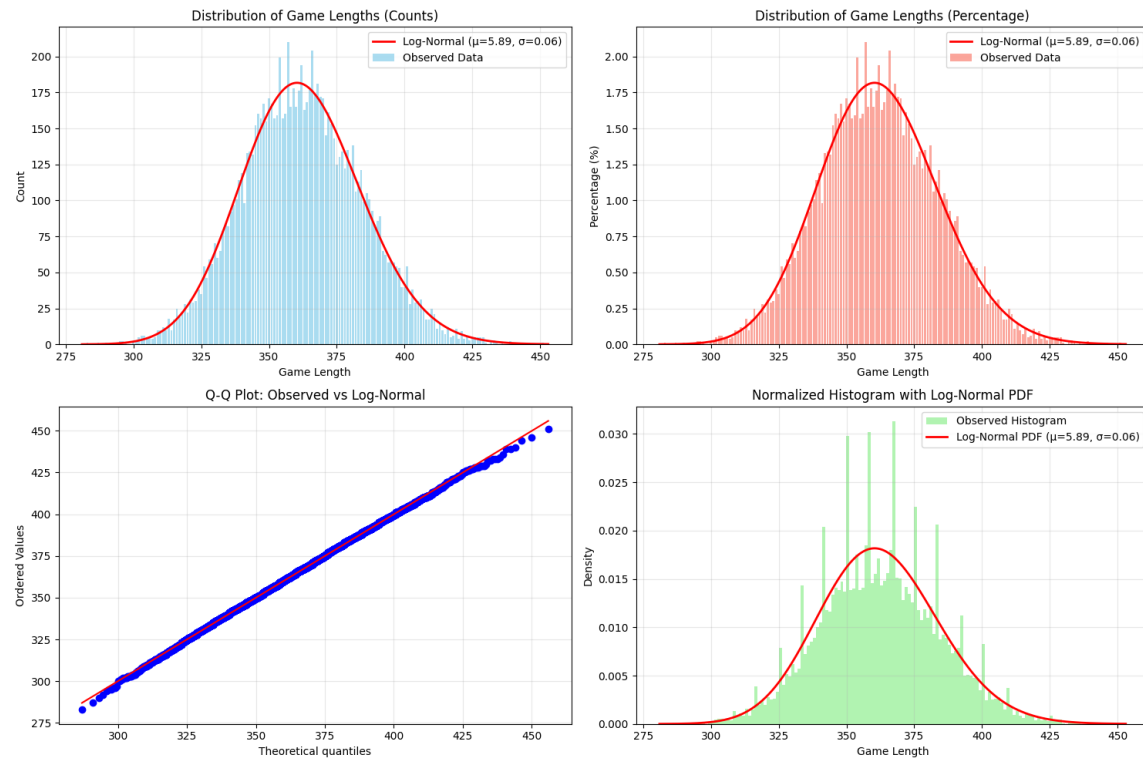 Distribution of Game Lengths (Counts)
Log-Normal (μ=5.89, σ=0.06)
Observed Data
200
175
150
125
100
75
50
25
0
Count
275 300 325 350 375 400 425 450
Game Length
Distribution of Game Lengths (Percentage)
Log-Normal (μ=5.89, σ=0.06)
Observed Data
2.00
1.75
1.50
1.25
1.00
0.75
0.50
0.25
0.00
Percentage (%)
275 300 325 350 375 400 425 450
Game Length
Q-Q Plot: Observed vs Log-Normal
450
425
400
375
350
325
300
275
Ordered Values
300 325 350 375 400 425 450
Theoretical quantiles
Normalized Histogram with Log-Normal PDF
Observed Histogram
Log-Normal PDF (μ=5.89, σ=0.06)
0.030
0.025
0.020
0.015
0.010
0.005
0.000
Density
275 300 325 350 375 400 425 450
Game Length